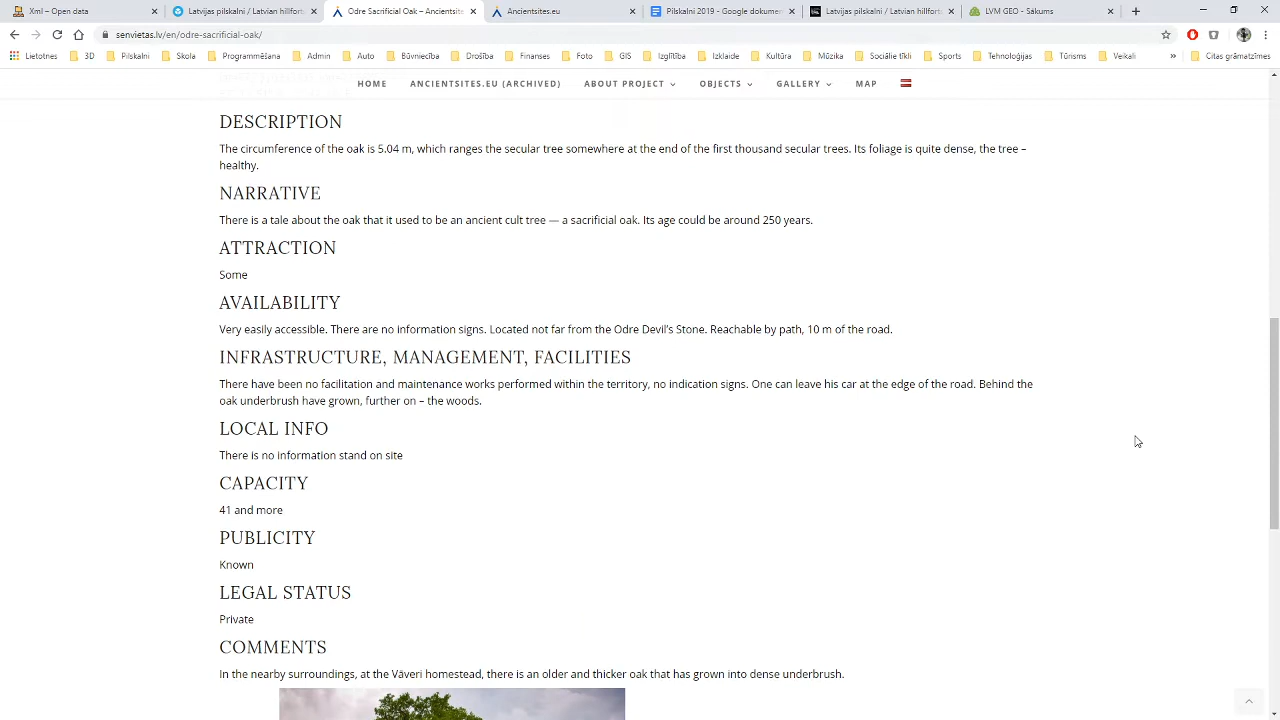 Xml – Open data
Latvijas pilskalni / Latvian hillfort
Odre Sacrificial Oak – Ancientsite
Ancientsites.eu
Pilskalni 2019 - Google dokumen
Latvijas pilskalni / Latvian hillfort
LVM GEO - Sākums
senvietas.lv/en/odre-sacrificial-oak/
Lietotnes 3D Pilskalni Skola Programmēšana Admin Auto Būvniecība Drošība Finanses Foto GIS Izglītība Izklaide Kultūra Mūzika Sociālie tīkli Sports Tehnoloģijas Tūrisms Veikali » Citas grāmatzīmes
HOME ANCIENTSITES.EU (ARCHIVED) ABOUT PROJECT OBJECTS GALLERY MAP
DESCRIPTION
The circumference of the oak is 5.04 m, which ranges the secular tree somewhere at the end of the first thousand secular trees. Its foliage is quite dense, the tree –
healthy.
NARRATIVE
There is a tale about the oak that it used to be an ancient cult tree — a sacrificial oak. Its age could be around 250 years.
ATTRACTION
Some
AVAILABILITY
Very easily accessible. There are no information signs. Located not far from the Odre Devil's Stone. Reachable by path, 10 m of the road.
INFRASTRUCTURE, MANAGEMENT, FACILITIES
There have been no facilitation and maintenance works performed within the territory, no indication signs. One can leave his car at the edge of the road. Behind the
oak underbrush have grown, further on – the woods.
LOCAL INFO
There is no information stand on site
CAPACITY
41 and more
PUBLICITY
Known
LEGAL STATUS
Private
COMMENTS
In the nearby surroundings, at the Vāveri homestead, there is an older and thicker oak that has grown into dense underbrush.